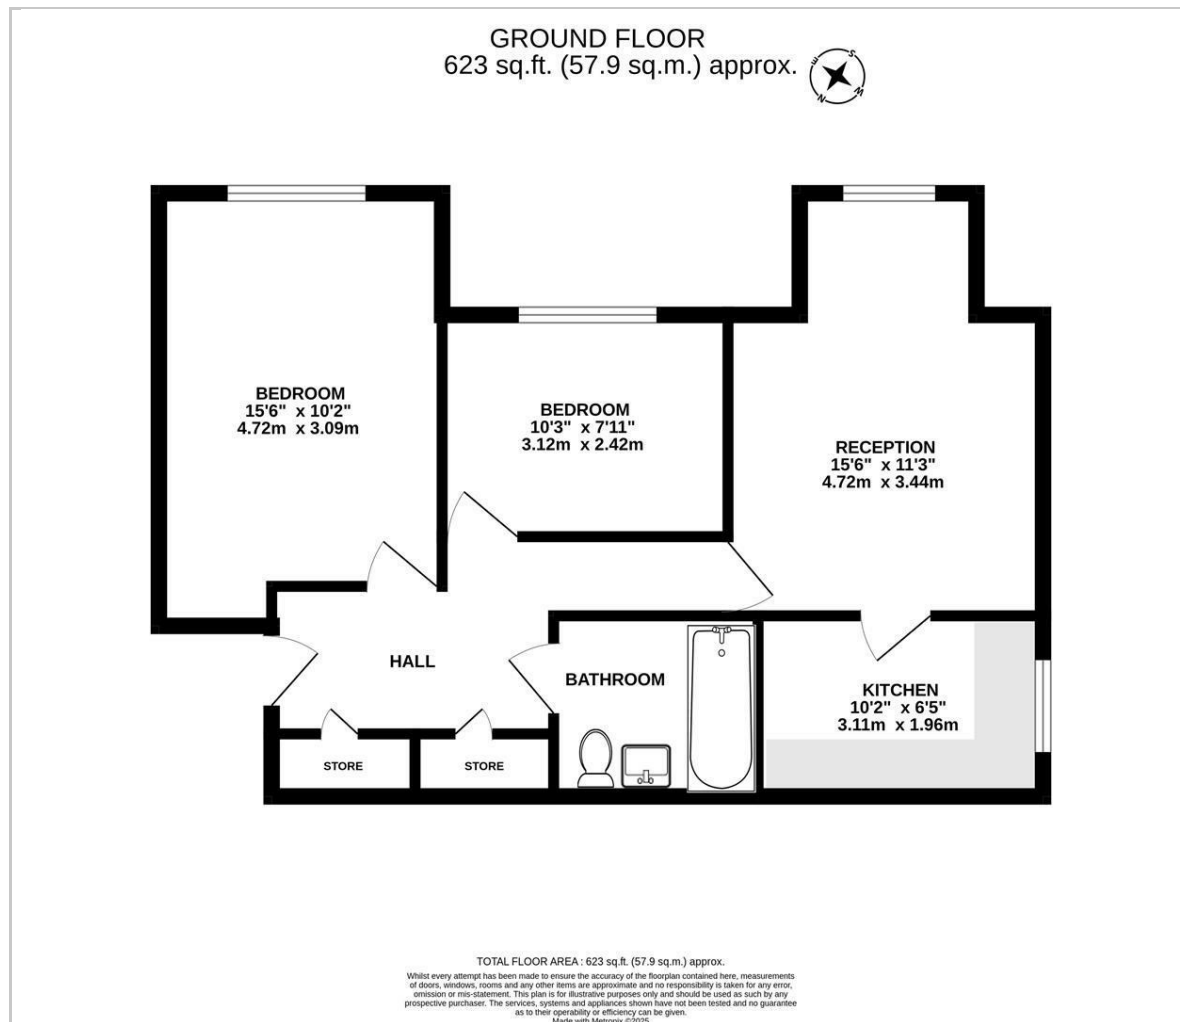 GROUND FLOOR
623 sq.ft. (57.9 sq.m.) approx.
S
E
W
N
BEDROOM
15'6" x 10'2"
4.72m x 3.09m
BEDROOM
10'3" x 7'11"
3.12m x 2.42m
RECEPTION
15'6" x 11'3"
4.72m x 3.44m
HALL
BATHROOM
KITCHEN
10'2" x 6'5"
3.11m x 1.96m
STORE
STORE
TOTAL FLOOR AREA : 623 sq.ft. (57.9 sq.m.) approx.
Whilst every attempt has been made to ensure the accuracy of the floorplan contained here, measurements
of doors, windows, rooms and any other items are approximate and no responsibility is taken for any error,
omission or mis-statement. This plan is for illustrative purposes only and should be used as such by any
prospective purchaser. The services, systems and appliances shown have not been tested and no guarantee
as to their operability or efficiency can be given.
Made with Metropix ©2025